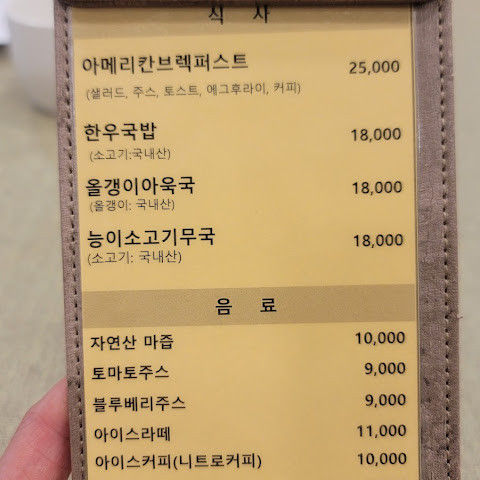 식 사
아메리칸브렉퍼스트 25,000
(샐러드, 주스, 토스트, 에그후라이, 커피)
한우국밥 18,000
(소고기:국내산)
올갱이아욱국 18,000
(올갱이: 국내산)
능이소고기무국 18,000
(소고기: 국내산)
음 료
자연산 마즙 10,000
토마토주스 9,000
블루베리주스 9,000
아이스라떼 11,000
아이스커피(니트로커피) 10,000